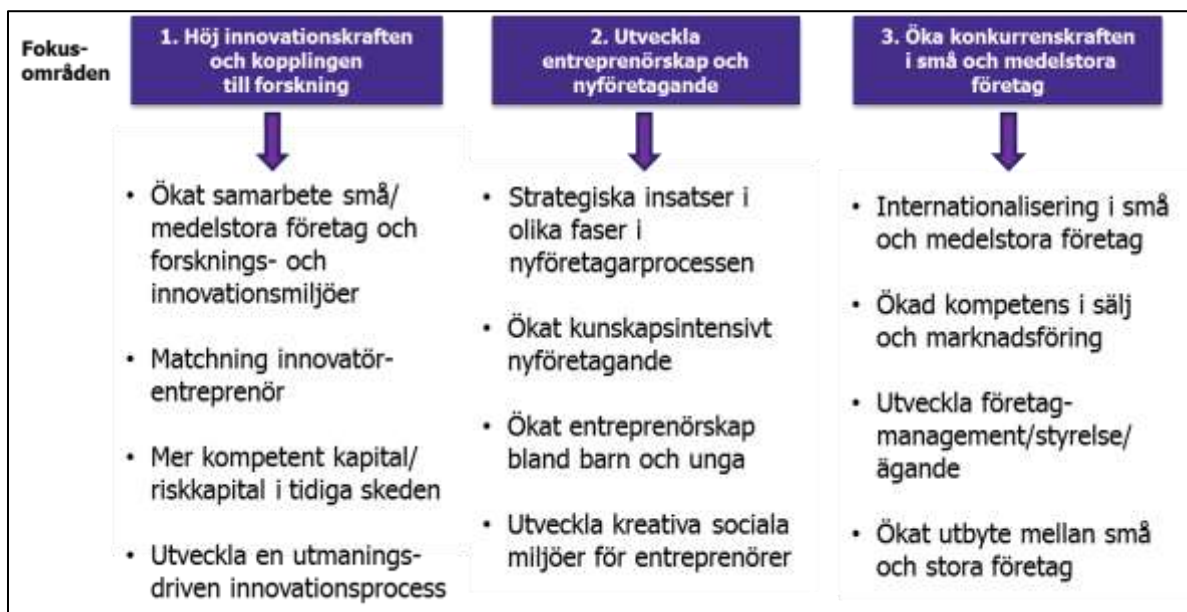 Fokus-
områden
1. Höj innovationskraften
och kopplingen
till forskning
• Ökat samarbete små/
medelstora företag och
forsknings- och
innovationsmiljöer
• Matchning innovatör-
entreprenör
• Mer kompetent kapital/
riskkapital i tidiga skeden
• Utveckla en utmanings-
driven innovationsprocess
2. Utveckla
entreprenörskap och
nyföretagande
• Strategiska insatser i
olika faser i
nyföretagarprocessen
• Ökat kunskapsintensivt
nyföretagande
• Ökat entreprenörskap
bland barn och unga
• Utveckla kreativa sociala
miljöer för entreprenörer
3. Öka konkurrenskraften
i små och medelstora
företag
• Internationalisering i små
och medelstora företag
• Ökad kompetens i sälj
och marknadsföring
• Utveckla företag-
management/styrelse/
ägande
• Ökat utbyte mellan små
och stora företag